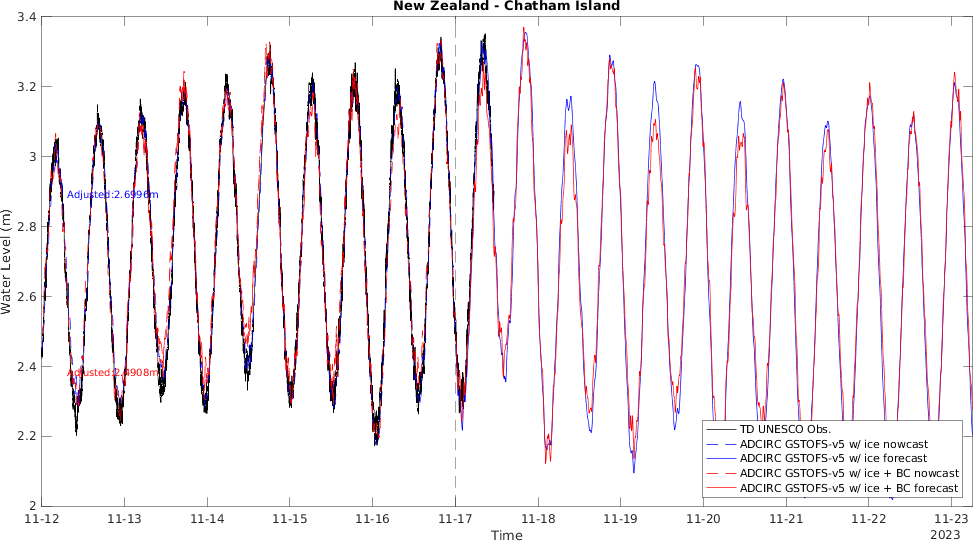 New Zealand - Chatham Island
3.4
3.2
3
2.8
2.6
2.4
2.2
2
Water Level (m)
Adjusted:2.6996m
Adjusted:2.4908m
TD UNESCO Obs.
ADCIRC GSTOFS-v5 w/ ice nowcast
ADCIRC GSTOFS-v5 w/ ice forecast
ADCIRC GSTOFS-v5 w/ ice + BC nowcast
ADCIRC GSTOFS-v5 w/ ice + BC forecast
11-12 11-13 11-14 11-15 11-16 11-17 11-18 11-19 11-20 11-21 11-22 11-23
2023
Time